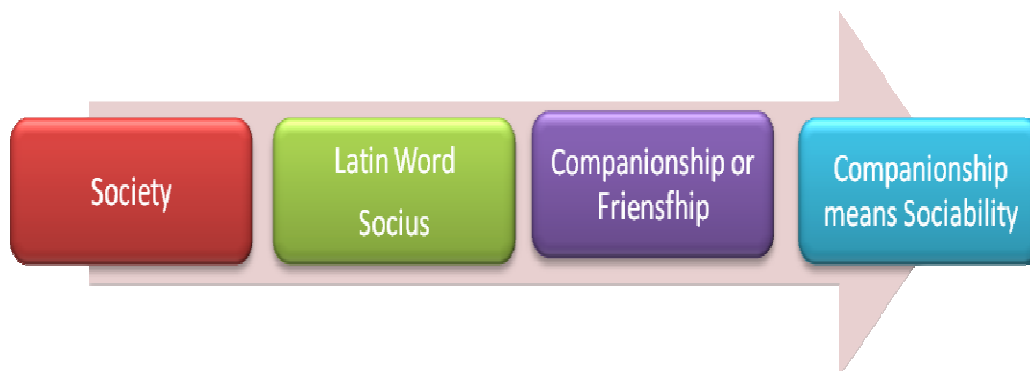 Society
Latin Word
Socius
Companionship or
Friensfhip
Companionship
means Sociability